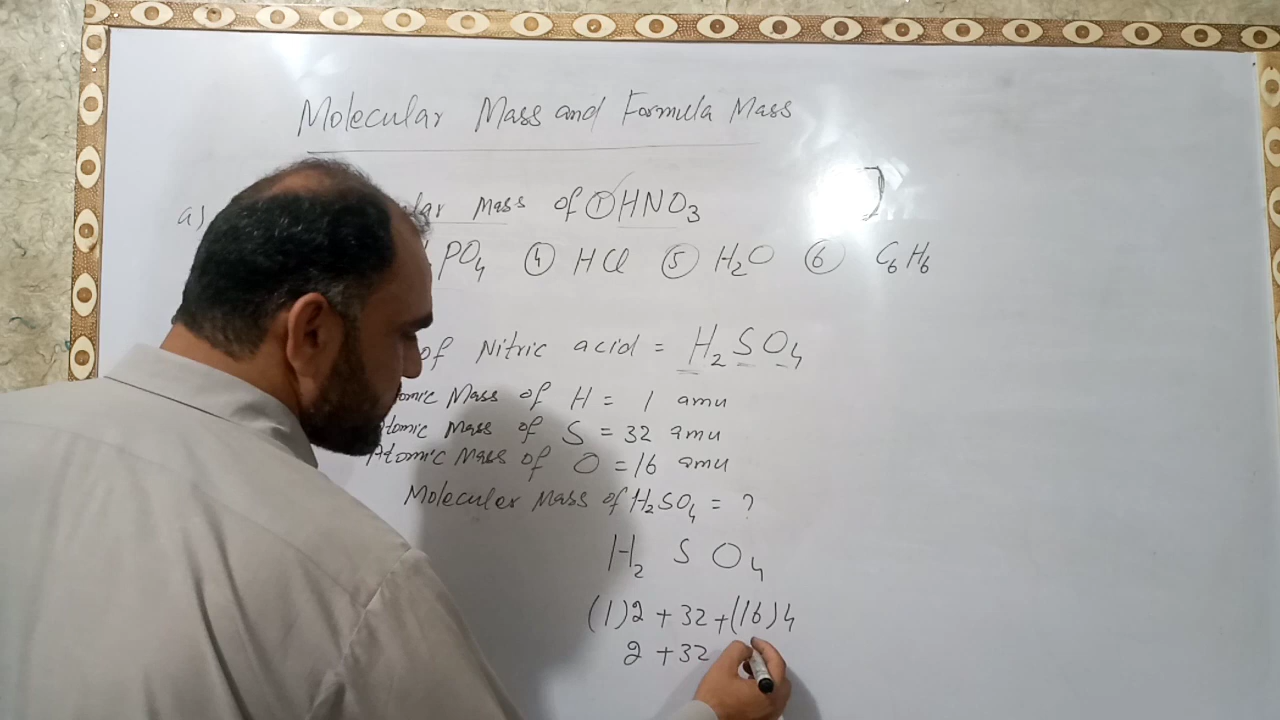 Molecular Mass and Formula Mass
a) Mass of ① HNO3
PO4 ④ HCl ⑤ H2O ⑥ C6H6
of Nitric acid = H2SO4
Mass of H = 1 amu
Atomic Mass of S = 32 amu
Atomic Mass of O = 16 amu
Molecular Mass of H2SO4 = ?
H2 S O4
(1)2 + 32 + (16)4
2 + 32